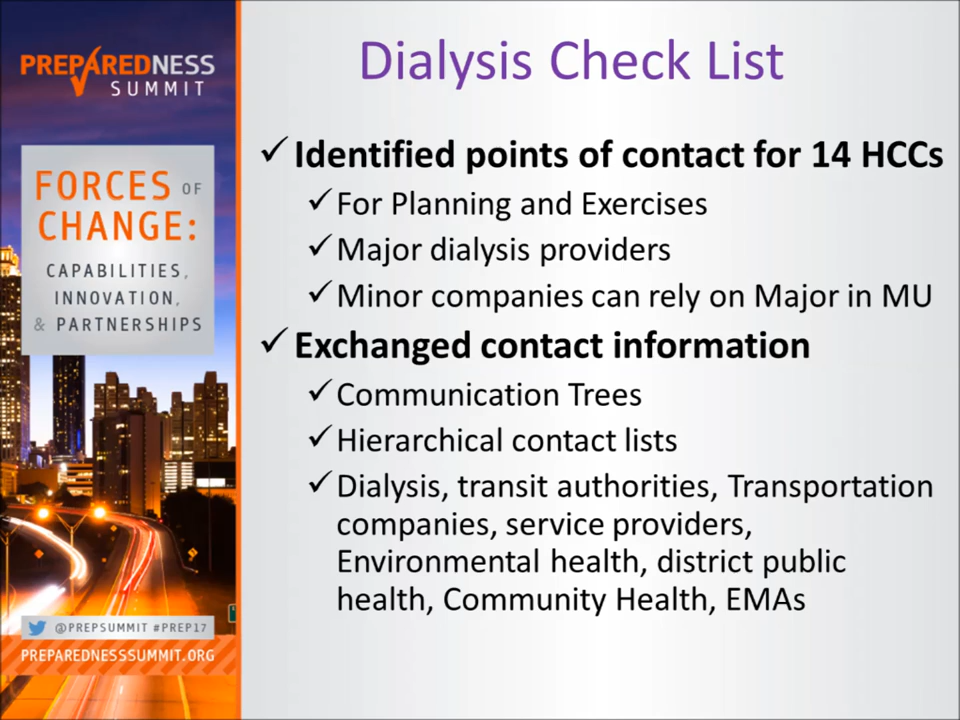 PREPAREDNESS
SUMMIT
FORCES OF
CHANGE:
CAPABILITIES,
INNOVATION,
& PARTNERSHIPS
@PREPSUMMIT #PREP17
PREPAREDNESSSUMMIT.ORG
Dialysis Check List
✓ Identified points of contact for 14 HCCs
✓ For Planning and Exercises
✓ Major dialysis providers
✓ Minor companies can rely on Major in MU
✓ Exchanged contact information
✓ Communication Trees
✓ Hierarchical contact lists
✓ Dialysis, transit authorities, Transportation
companies, service providers,
Environmental health, district public
health, Community Health, EMAs